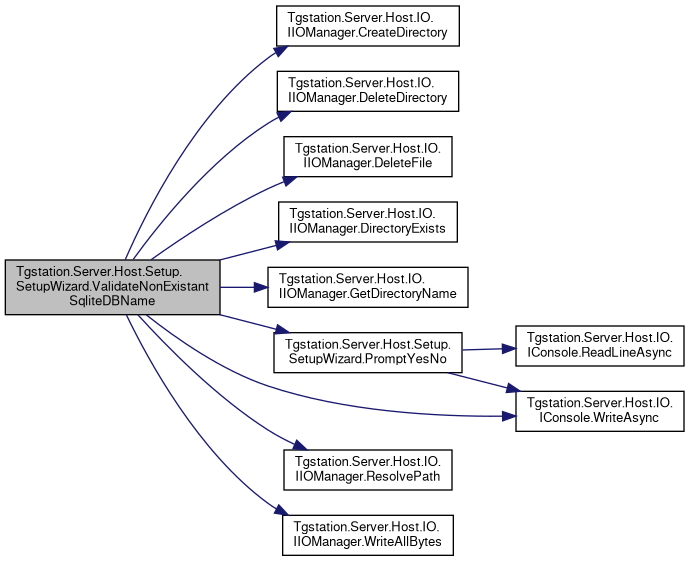 Tgstation.Server.Host.IO.
IIOManager.CreateDirectory
Tgstation.Server.Host.IO.
IIOManager.DeleteDirectory
Tgstation.Server.Host.IO.
IIOManager.DeleteFile
Tgstation.Server.Host.IO.
IIOManager.DirectoryExists
Tgstation.Server.Host.Setup.
SetupWizard.ValidateNonExistant
SqliteDBName
Tgstation.Server.Host.IO.
IIOManager.GetDirectoryName
Tgstation.Server.Host.Setup.
SetupWizard.PromptYesNo
Tgstation.Server.Host.IO.
IConsole.ReadLineAsync
Tgstation.Server.Host.IO.
IConsole.WriteAsync
Tgstation.Server.Host.IO.
IIOManager.ResolvePath
Tgstation.Server.Host.IO.
IIOManager.WriteAllBytes